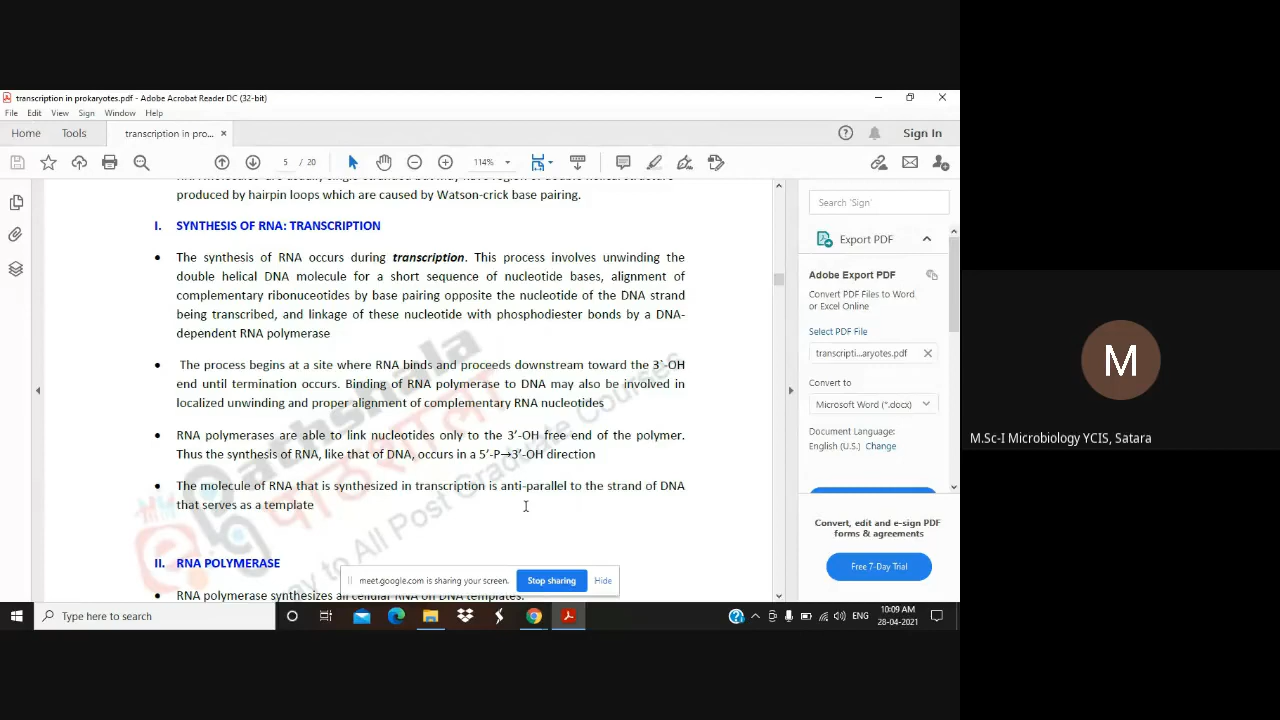 transcription in prokaryotes.pdf - Adobe Acrobat Reader DC (32-bit)
File Edit View Sign Window Help
Home Tools transcription in pro... × Sign In
5 / 20 114%
produced by hairpin loops which are caused by Watson-crick base pairing.
I. SYNTHESIS OF RNA: TRANSCRIPTION
• The synthesis of RNA occurs during transcription. This process involves unwinding the
double helical DNA molecule for a short sequence of nucleotide bases, alignment of
complementary ribonuceotides by base pairing opposite the nucleotide of the DNA strand
being transcribed, and linkage of these nucleotide with phosphodiester bonds by a DNA-
dependent RNA polymerase
• The process begins at a site where RNA binds and proceeds downstream toward the 3`-OH
end until termination occurs. Binding of RNA polymerase to DNA may also be involved in
localized unwinding and proper alignment of complementary RNA nucleotides
• RNA polymerases are able to link nucleotides only to the 3’-OH free end of the polymer.
Thus the synthesis of RNA, like that of DNA, occurs in a 5’-P→3’-OH direction
• The molecule of RNA that is synthesized in transcription is anti-parallel to the strand of DNA
that serves as a template
II. RNA POLYMERASE
• RNA polymerase synthesizes all cellular RNA on DNA templates.
Pathshala
पाठशाला
to All Post Graduate Courses
meet.google.com is sharing your screen. Stop sharing Hide
Search 'Sign'
Export PDF
Adobe Export PDF
Convert PDF Files to Word
or Excel Online
Select PDF File
transcripti...aryotes.pdf ×
Convert to
Microsoft Word (*.docx)
Document Language:
English (U.S.) Change
Convert, edit and e-sign PDF
forms & agreements
Free 7-Day Trial
Type here to search
ENG
10:09 AM
28-04-2021
M
M.Sc-I Microbiology YCIS, Satara